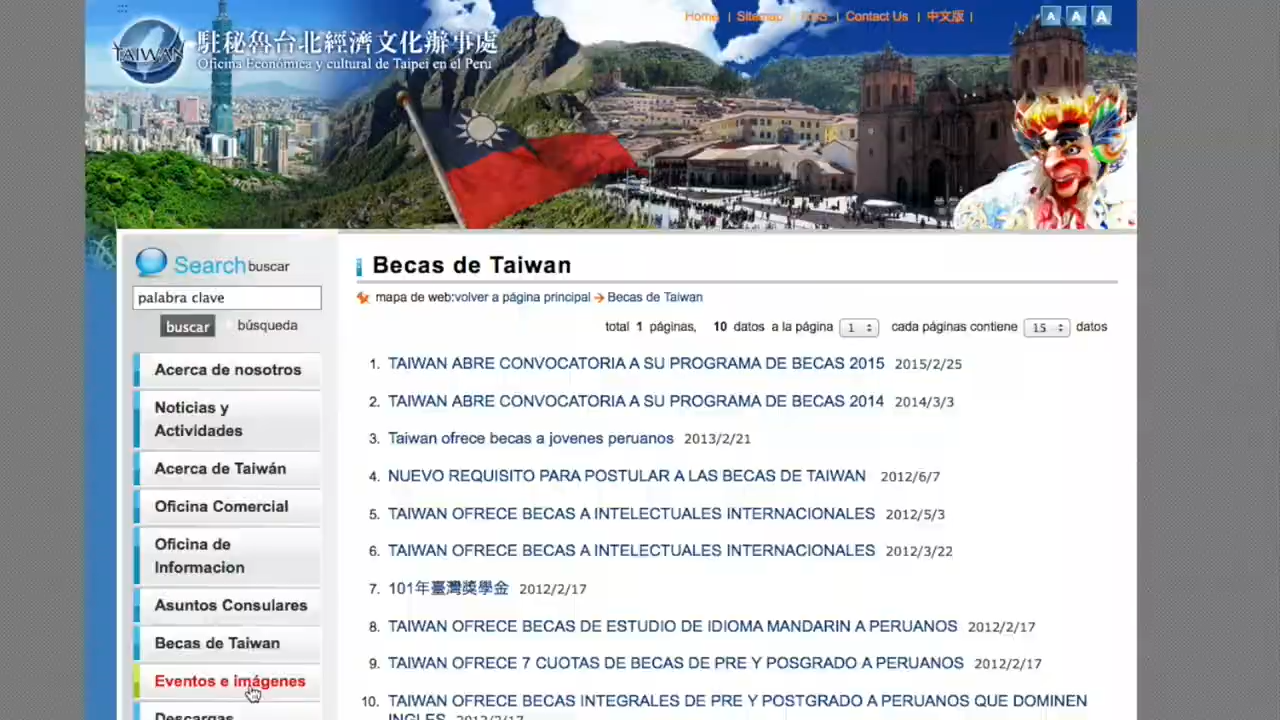 Home | Sitemap | RSS | Contact Us | 中文版 |
A A A
TAIWAN
駐秘魯台北經濟文化辦事處
Oficina Económica y cultural de Taipei en el Perú
Search buscar
palabra clave
buscar búsqueda
Acerca de nosotros
Noticias y
Actividades
Acerca de Taiwán
Oficina Comercial
Oficina de
Informacion
Asuntos Consulares
Becas de Taiwan
Eventos e imágenes
Descargas
Becas de Taiwan
mapa de web:volver a página principal Becas de Taiwan
total 1 páginas, 10 datos a la página 1 cada páginas contiene 15 datos
1. TAIWAN ABRE CONVOCATORIA A SU PROGRAMA DE BECAS 2015 2015/2/25
2. TAIWAN ABRE CONVOCATORIA A SU PROGRAMA DE BECAS 2014 2014/3/3
3. Taiwan ofrece becas a jovenes peruanos 2013/2/21
4. NUEVO REQUISITO PARA POSTULAR A LAS BECAS DE TAIWAN 2012/6/7
5. TAIWAN OFRECE BECAS A INTELECTUALES INTERNACIONALES 2012/5/3
6. TAIWAN OFRECE BECAS A INTELECTUALES INTERNACIONALES 2012/3/22
7. 101年臺灣獎學金 2012/2/17
8. TAIWAN OFRECE BECAS DE ESTUDIO DE IDIOMA MANDARIN A PERUANOS 2012/2/17
9. TAIWAN OFRECE 7 CUOTAS DE BECAS DE PRE Y POSGRADO A PERUANOS 2012/2/17
10. TAIWAN OFRECE BECAS INTEGRALES DE PRE Y POSTGRADO A PERUANOS QUE DOMINEN
INGLES 2012/2/17